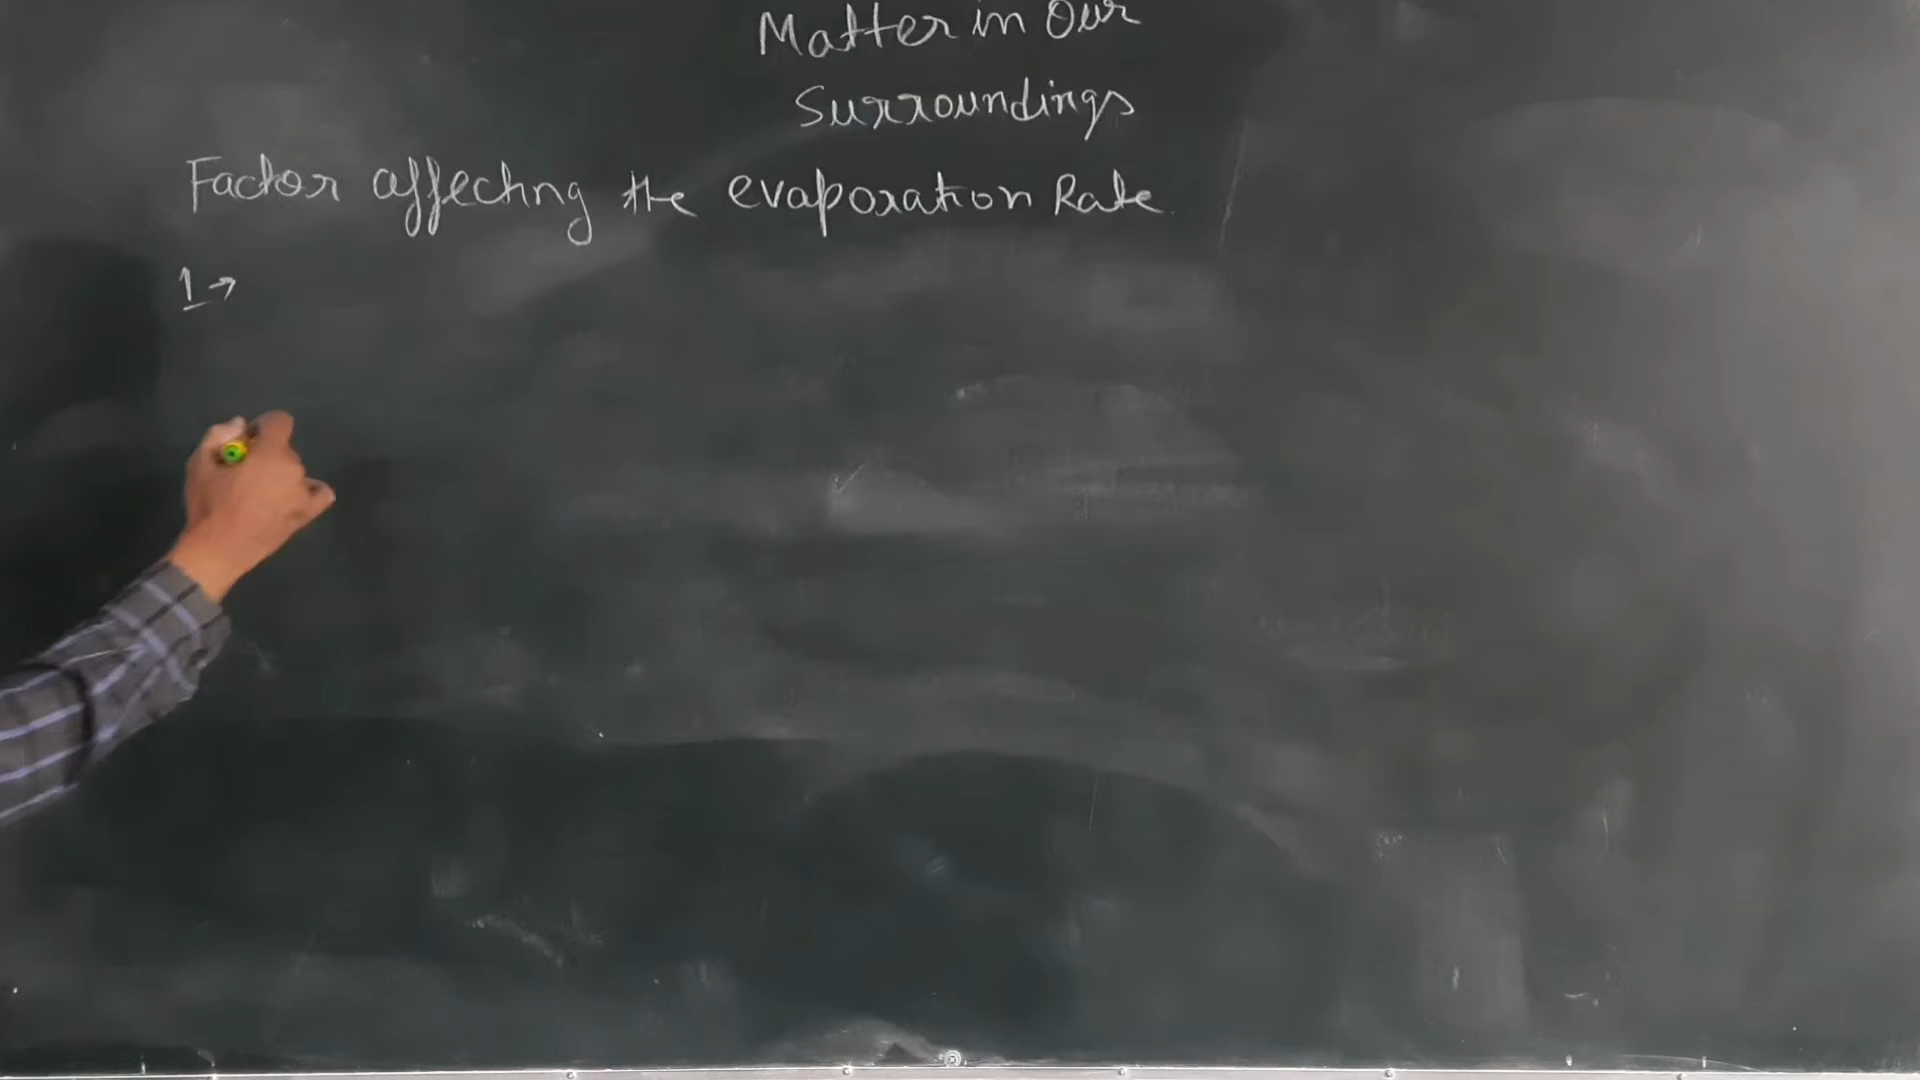 Matter in Our
Surroundings
Factor affecting the evaporation Rate
1→